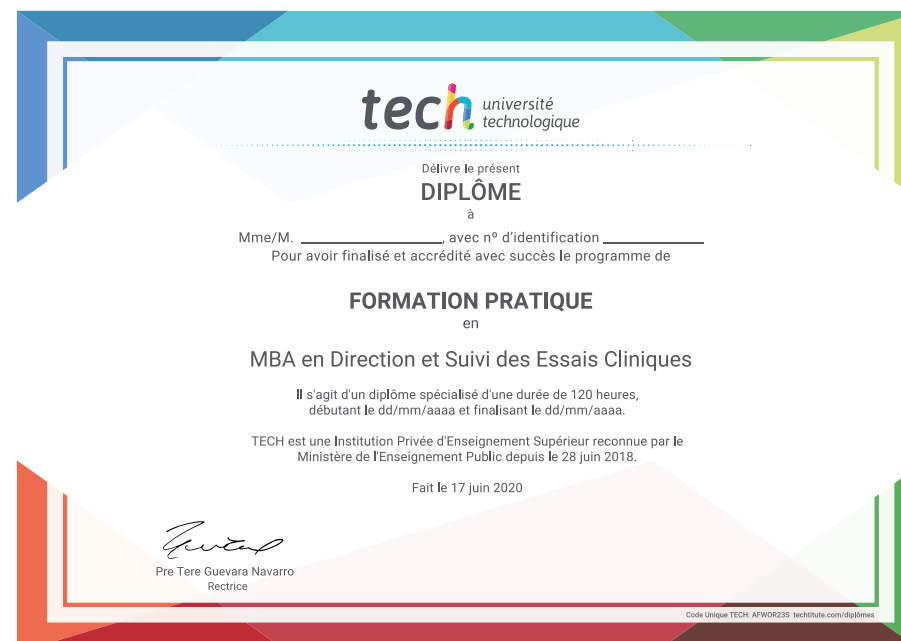 tech université
technologique
Délivre le présent
DIPLÔME
à
Mme/M. ____________________, avec nº d'identification ______________
Pour avoir finalisé et accrédité avec succès le programme de
FORMATION PRATIQUE
en
MBA en Direction et Suivi des Essais Cliniques
Il s'agit d'un diplôme spécialisé d'une durée de 120 heures,
débutant le dd/mm/aaaa et finalisant le dd/mm/aaaa.
TECH est une Institution Privée d'Enseignement Supérieur reconnue par le
Ministère de l'Enseignement Public depuis le 28 juin 2018.
Fait le 17 juin 2020
Pre Tere Guevara Navarro
Rectrice
Code Unique TECH: AFWOR23S techtitute.com/diplômes